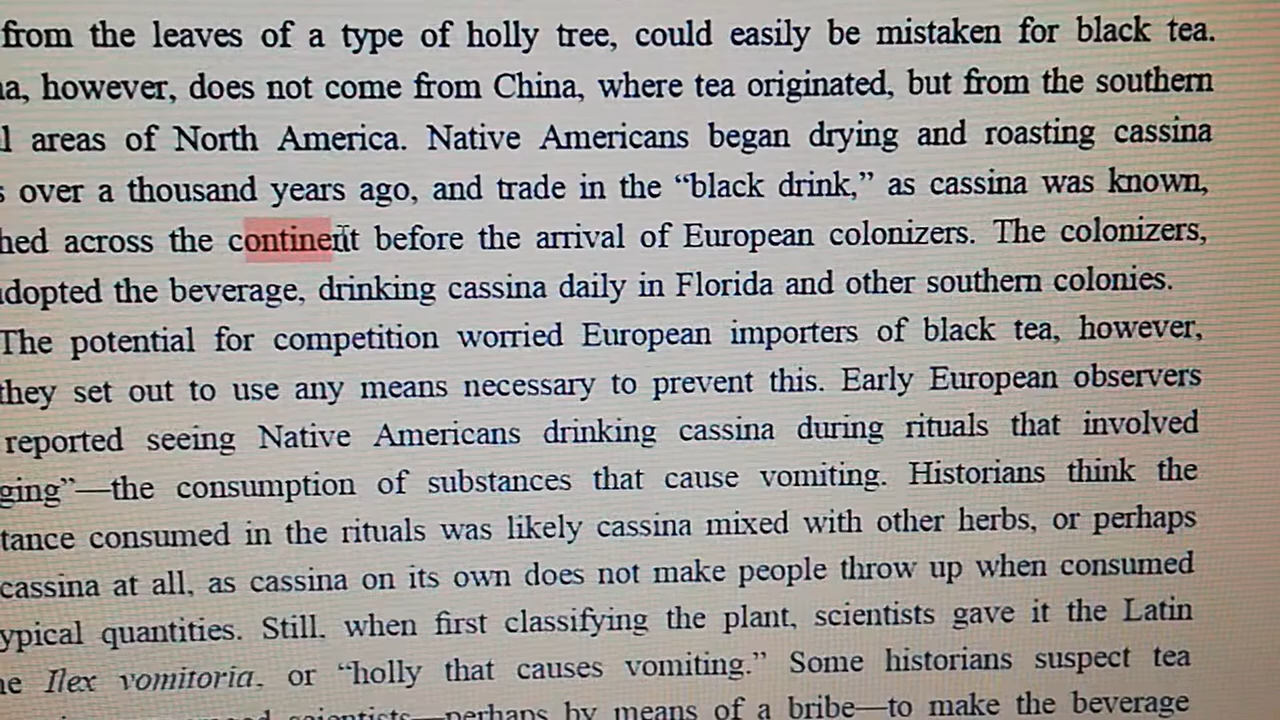 from the leaves of a type of holly tree, could easily be mistaken for black tea.
however, does not come from China, where tea originated, but from the southern
areas of North America. Native Americans began drying and roasting cassina
over a thousand years ago, and trade in the “black drink,” as cassina was known,
across the continent before the arrival of European colonizers. The colonizers,
adopted the beverage, drinking cassina daily in Florida and other southern colonies.
The potential for competition worried European importers of black tea, however,
they set out to use any means necessary to prevent this. Early European observers
reported seeing Native Americans drinking cassina during rituals that involved
ging”—the consumption of substances that cause vomiting. Historians think the
tance consumed in the rituals was likely cassina mixed with other herbs, or perhaps
cassina at all, as cassina on its own does not make people throw up when consumed
ypical quantities. Still, when first classifying the plant, scientists gave it the Latin
Ilex vomitoria, or “holly that causes vomiting.” Some historians suspect tea
scientists—perhaps by means of a bribe—to make the beverage